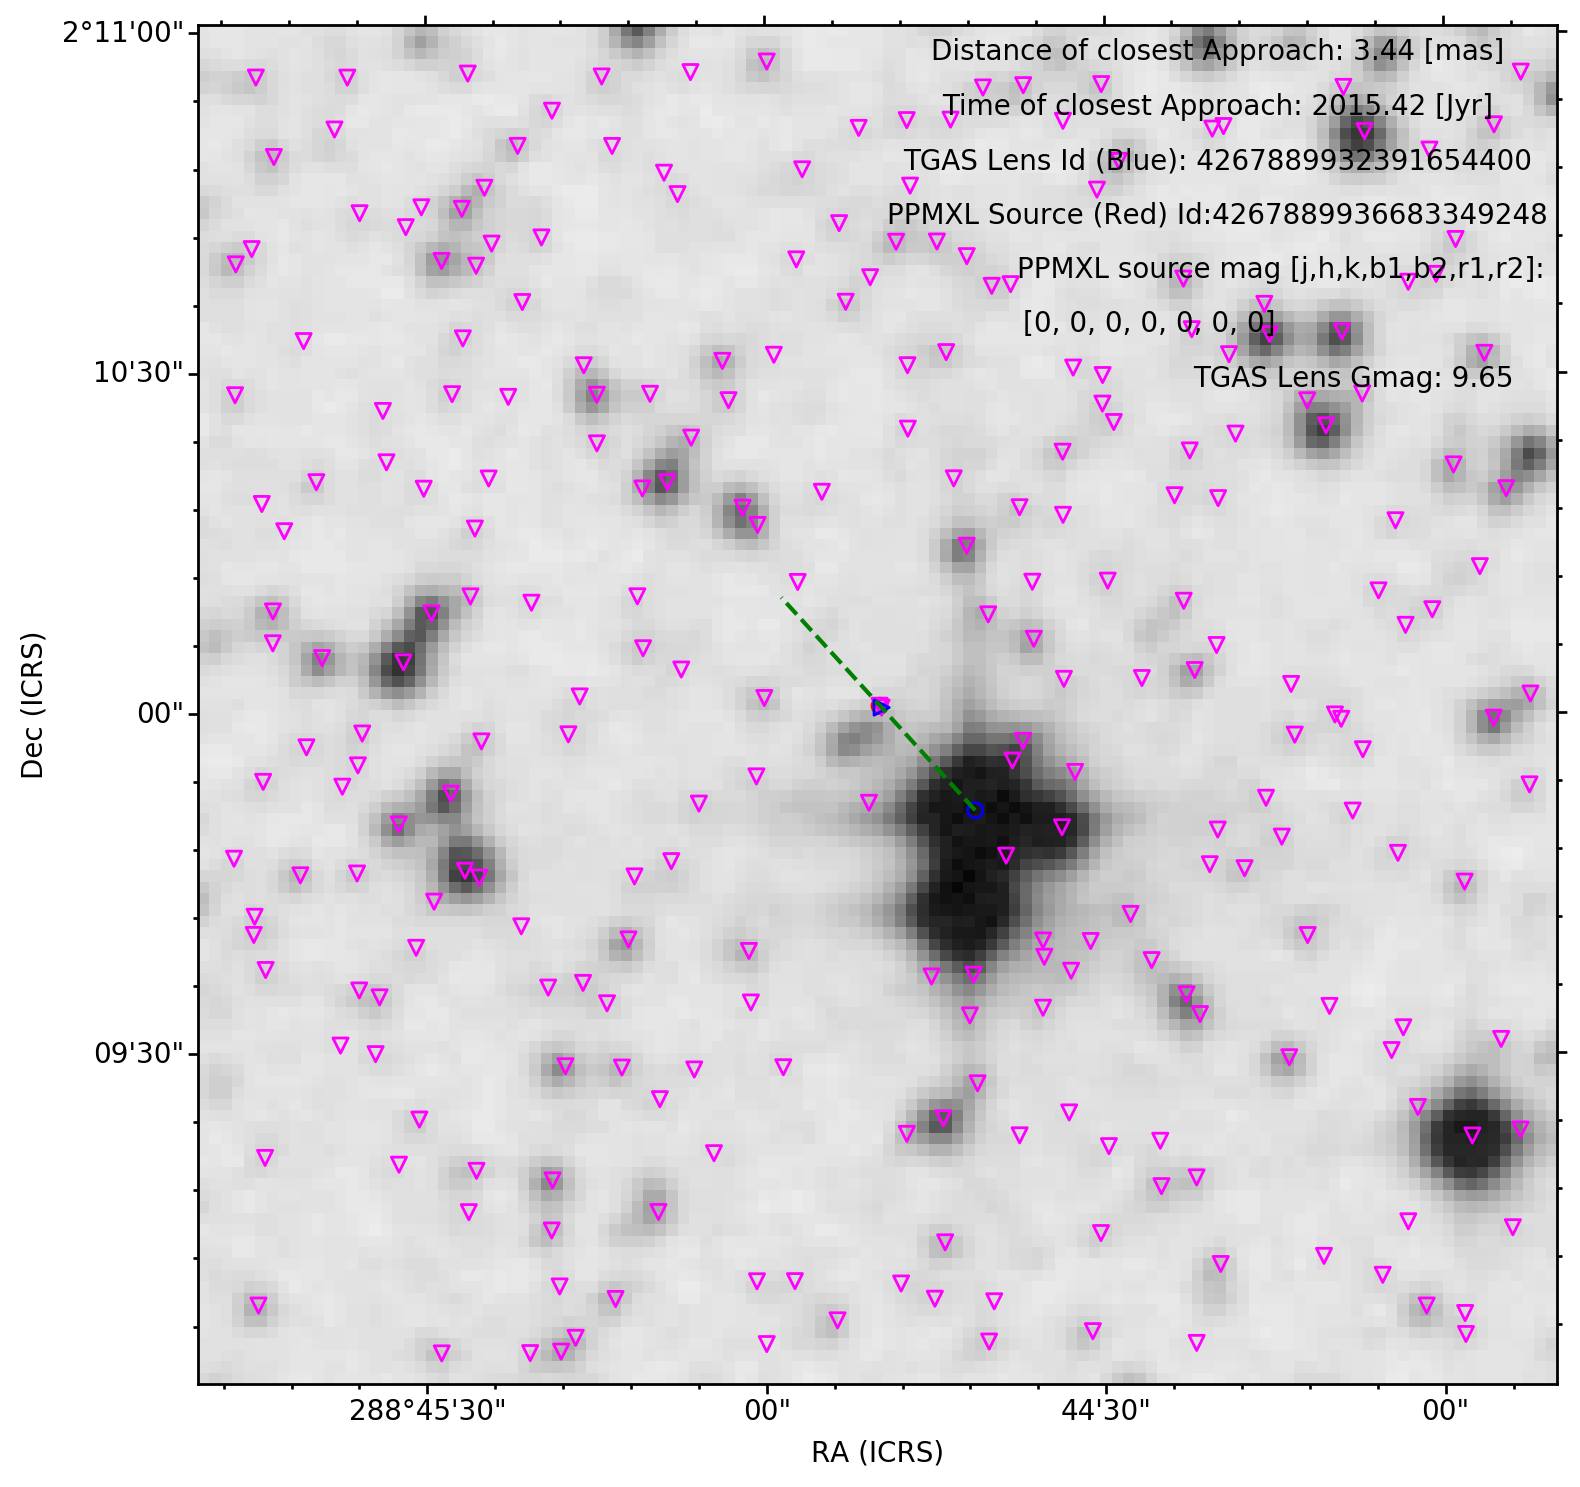 Distance of closest Approach: 3.44 [mas]
Time of closest Approach: 2015.42 [Jyr]
TGAS Lens Id (Blue): 4267889932391654400
PPMXL Source (Red) Id:4267889936683349248
PPMXL source mag [j,h,k,b1,b2,r1,r2]:
[0, 0, 0, 0, 0, 0, 0]
TGAS Lens Gmag: 9.65
2°11'00"
10'30"
00"
09'30"
Dec (ICRS)
288°45'30"
00"
44'30"
00"
RA (ICRS)